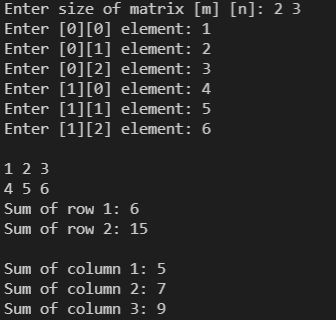 Enter size of matrix [m] [n]: 2 3
Enter [0][0] element: 1
Enter [0][1] element: 2
Enter [0][2] element: 3
Enter [1][0] element: 4
Enter [1][1] element: 5
Enter [1][2] element: 6

1 2 3
4 5 6
Sum of row 1: 6
Sum of row 2: 15

Sum of column 1: 5
Sum of column 2: 7
Sum of column 3: 9